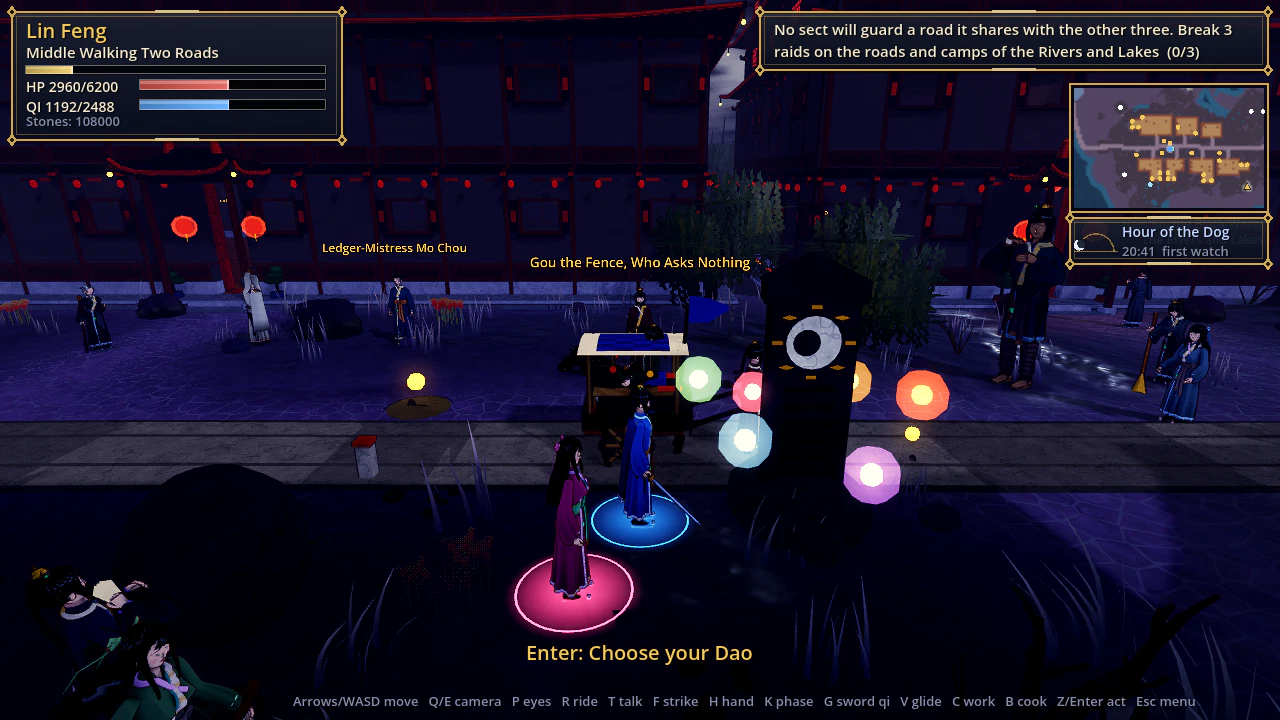 Lin Feng
Middle Walking Two Roads
HP 2960/6200
QI 1192/2488
Stones: 108000
No sect will guard a road it shares with the other three. Break 3
raids on the roads and camps of the Rivers and Lakes (0/3)
Hour of the Dog
20:41 first watch
Ledger-Mistress Mo Chou
Gou the Fence, Who Asks Nothing
Enter: Choose your Dao
Arrows/WASD move Q/E camera P eyes R ride T talk F strike H hand K phase G sword qi V glide C work B cook Z/Enter act Esc menu